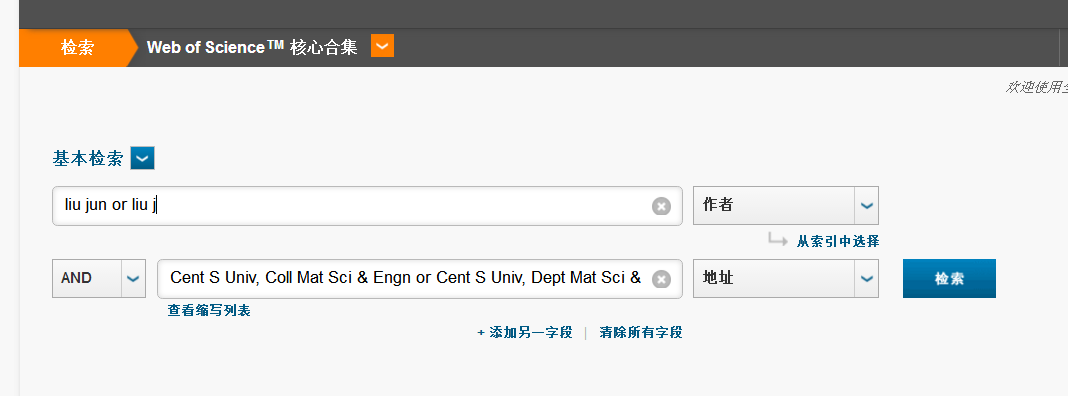 检索 Web of Science™ 核心合集
欢迎使用全
基本检索
liu jun or liu j 作者
从索引中选择
AND Cent S Univ, Coll Mat Sci & Engn or Cent S Univ, Dept Mat Sci & 地址 检索
查看缩写列表
+ 添加另一字段 | 清除所有字段